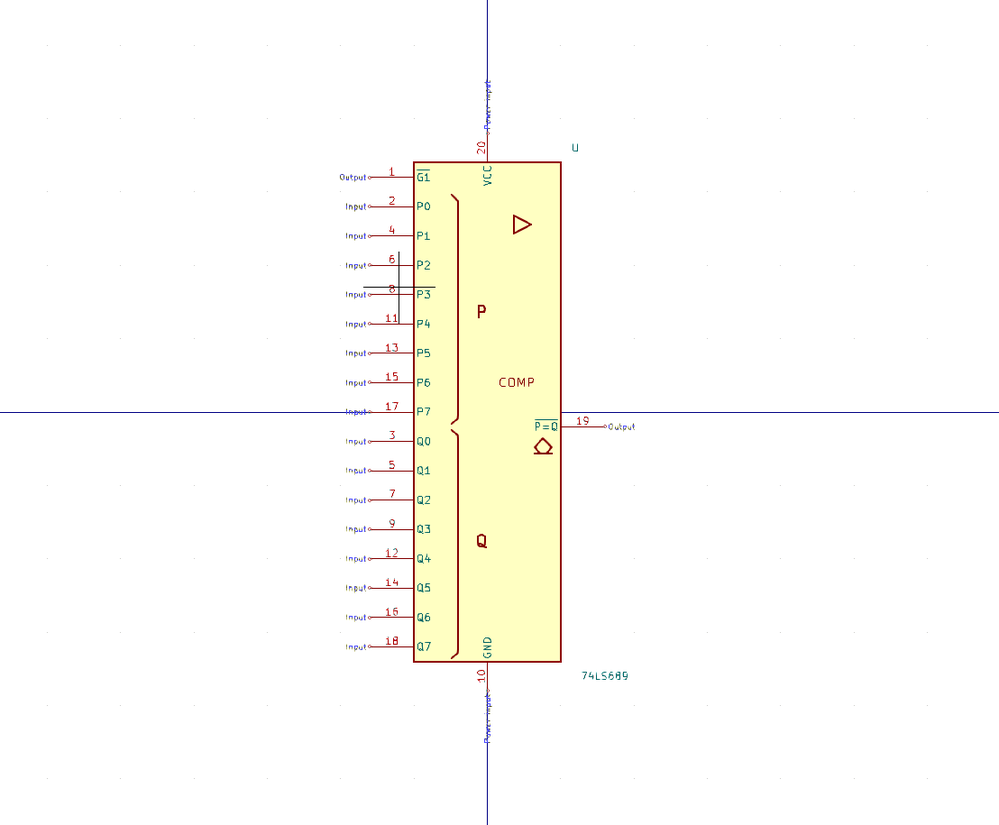 Power input
20
U
VCC
Output 1 G1
Input 2 P0
Input 4 P1
Input 6 P2
Input 8 P3
P
Input 11 P4
Input 13 P5
Input 15 P6
COMP
Input 17 P7
P=Q 19 Output
Input 3 Q0
Input 5 Q1
Input 7 Q2
Input 9 Q3
Q
Input 12 Q4
Input 14 Q5
Input 16 Q6
Input 18 Q7
GND
10
Power input